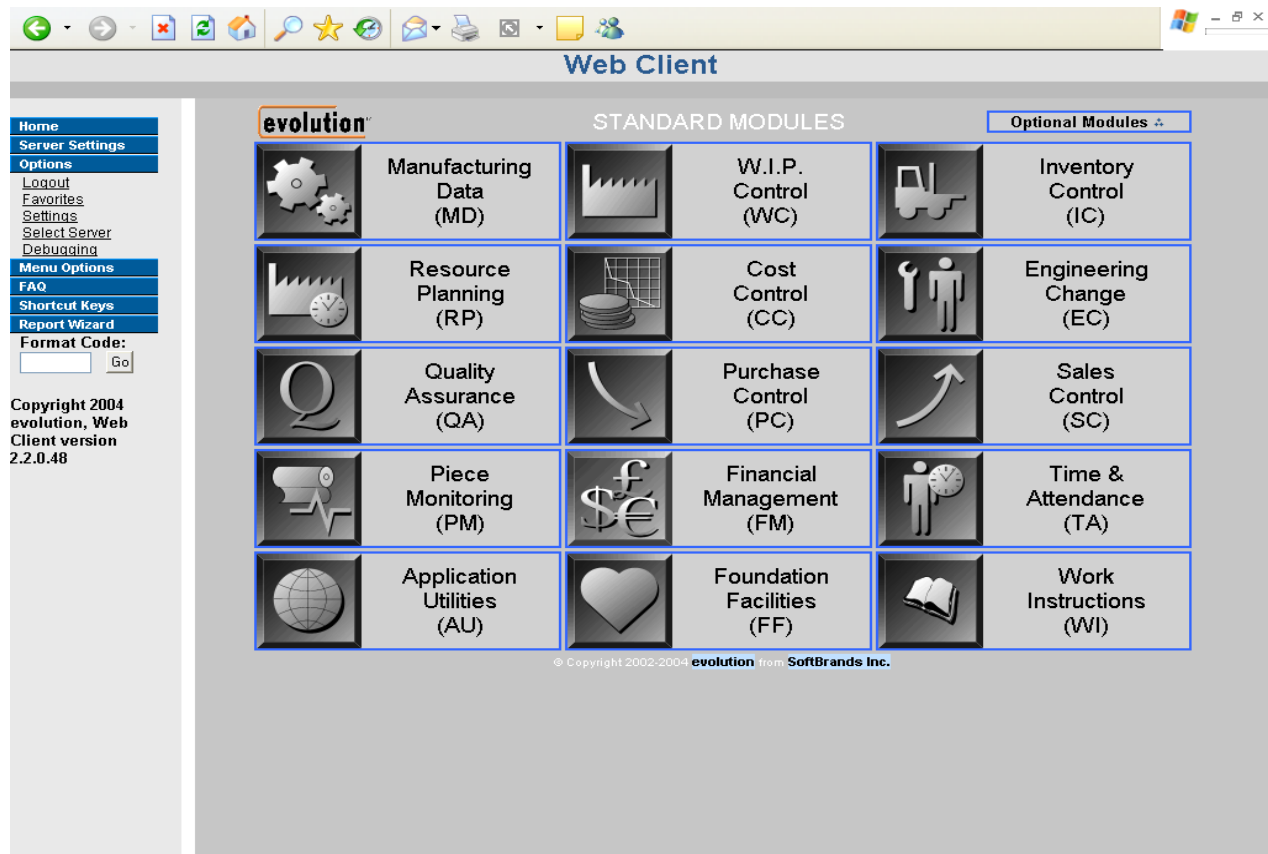 Web Client
Home
Server Settings
Options
Logout
Favorites
Settings
Select Server
Debugging
Menu Options
FAQ
Shortcut Keys
Report Wizard
Format Code:
Go
Copyright 2004
evolution, Web
Client version
2.2.0.48
evolution
STANDARD MODULES
Optional Modules
Manufacturing
Data
(MD)
W.I.P.
Control
(WC)
Inventory
Control
(IC)
Resource
Planning
(RP)
Cost
Control
(CC)
Engineering
Change
(EC)
Quality
Assurance
(QA)
Purchase
Control
(PC)
Sales
Control
(SC)
Piece
Monitoring
(PM)
Financial
Management
(FM)
Time &
Attendance
(TA)
Application
Utilities
(AU)
Foundation
Facilities
(FF)
Work
Instructions
(WI)
© Copyright 2002-2004 evolution from SoftBrands Inc.